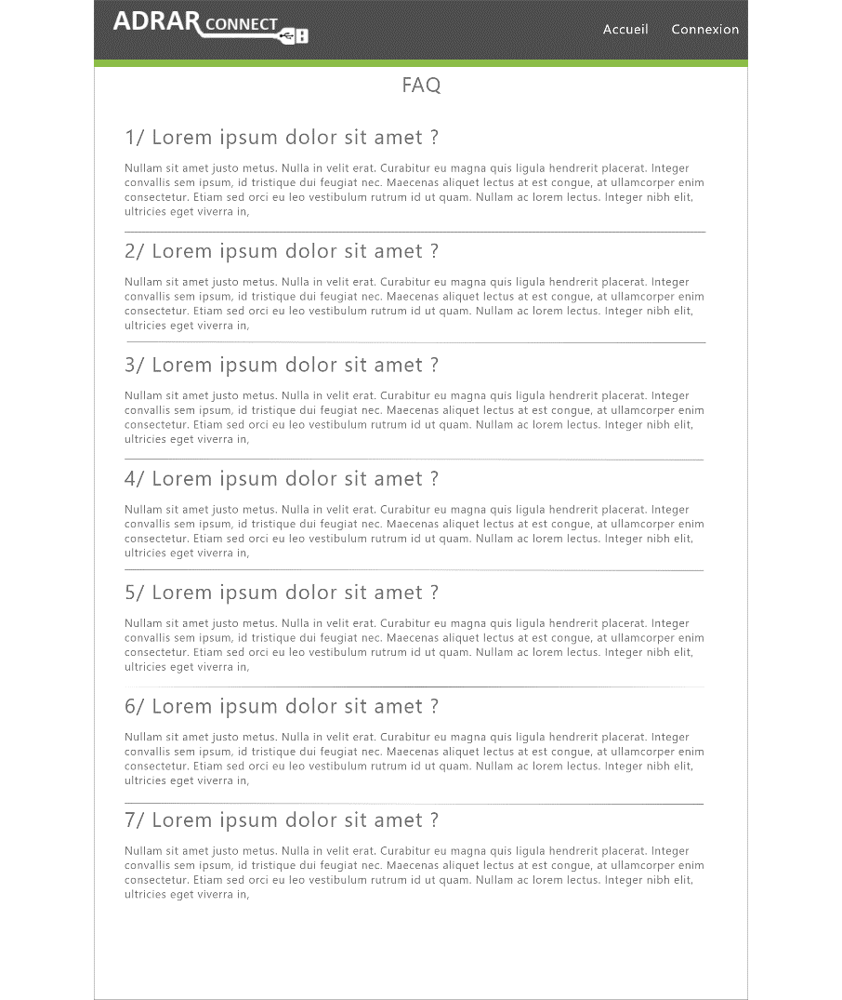 ADRAR CONNECT
Accueil Connexion
FAQ
1/ Lorem ipsum dolor sit amet ?
Nullam sit amet justo metus. Nulla in velit erat. Curabitur eu magna quis ligula hendrerit placerat. Integer
convallis sem ipsum, id tristique dui feugiat nec. Maecenas aliquet lectus at est congue, at ullamcorper enim
consectetur. Etiam sed orci eu leo vestibulum rutrum id ut quam. Nullam ac lorem lectus. Integer nibh elit,
ultricies eget viverra in,
2/ Lorem ipsum dolor sit amet ?
Nullam sit amet justo metus. Nulla in velit erat. Curabitur eu magna quis ligula hendrerit placerat. Integer
convallis sem ipsum, id tristique dui feugiat nec. Maecenas aliquet lectus at est congue, at ullamcorper enim
consectetur. Etiam sed orci eu leo vestibulum rutrum id ut quam. Nullam ac lorem lectus. Integer nibh elit,
ultricies eget viverra in,
3/ Lorem ipsum dolor sit amet ?
Nullam sit amet justo metus. Nulla in velit erat. Curabitur eu magna quis ligula hendrerit placerat. Integer
convallis sem ipsum, id tristique dui feugiat nec. Maecenas aliquet lectus at est congue, at ullamcorper enim
consectetur. Etiam sed orci eu leo vestibulum rutrum id ut quam. Nullam ac lorem lectus. Integer nibh elit,
ultricies eget viverra in,
4/ Lorem ipsum dolor sit amet ?
Nullam sit amet justo metus. Nulla in velit erat. Curabitur eu magna quis ligula hendrerit placerat. Integer
convallis sem ipsum, id tristique dui feugiat nec. Maecenas aliquet lectus at est congue, at ullamcorper enim
consectetur. Etiam sed orci eu leo vestibulum rutrum id ut quam. Nullam ac lorem lectus. Integer nibh elit,
ultricies eget viverra in,
5/ Lorem ipsum dolor sit amet ?
Nullam sit amet justo metus. Nulla in velit erat. Curabitur eu magna quis ligula hendrerit placerat. Integer
convallis sem ipsum, id tristique dui feugiat nec. Maecenas aliquet lectus at est congue, at ullamcorper enim
consectetur. Etiam sed orci eu leo vestibulum rutrum id ut quam. Nullam ac lorem lectus. Integer nibh elit,
ultricies eget viverra in,
6/ Lorem ipsum dolor sit amet ?
Nullam sit amet justo metus. Nulla in velit erat. Curabitur eu magna quis ligula hendrerit placerat. Integer
convallis sem ipsum, id tristique dui feugiat nec. Maecenas aliquet lectus at est congue, at ullamcorper enim
consectetur. Etiam sed orci eu leo vestibulum rutrum id ut quam. Nullam ac lorem lectus. Integer nibh elit,
ultricies eget viverra in,
7/ Lorem ipsum dolor sit amet ?
Nullam sit amet justo metus. Nulla in velit erat. Curabitur eu magna quis ligula hendrerit placerat. Integer
convallis sem ipsum, id tristique dui feugiat nec. Maecenas aliquet lectus at est congue, at ullamcorper enim
consectetur. Etiam sed orci eu leo vestibulum rutrum id ut quam. Nullam ac lorem lectus. Integer nibh elit,
ultricies eget viverra in,